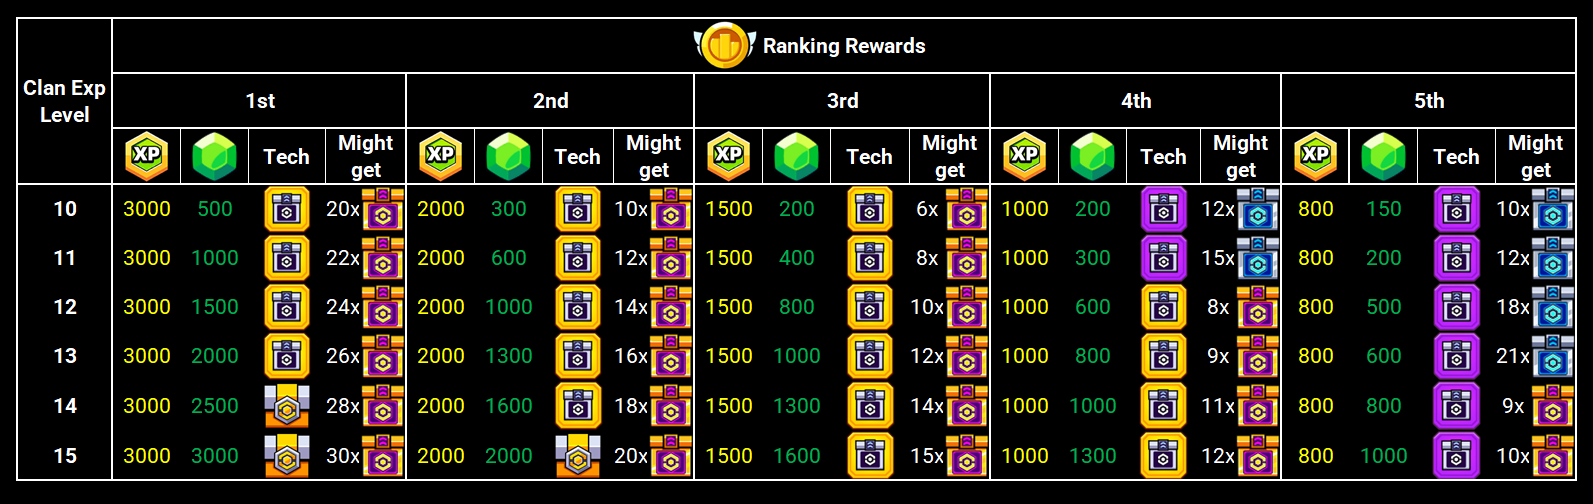 Ranking Rewards
Clan Exp Level
1st 2nd 3rd 4th 5th
XP Tech Might get XP Tech Might get XP Tech Might get XP Tech Might get XP Tech Might get
10 3000 500 20x 2000 300 10x 1500 200 6x 1000 200 12x 800 150 10x
11 3000 1000 22x 2000 600 12x 1500 400 8x 1000 300 15x 800 200 12x
12 3000 1500 24x 2000 1000 14x 1500 800 10x 1000 600 8x 800 500 18x
13 3000 2000 26x 2000 1300 16x 1500 1000 12x 1000 800 9x 800 600 21x
14 3000 2500 28x 2000 1600 18x 1500 1300 14x 1000 1000 11x 800 800 9x
15 3000 3000 30x 2000 2000 20x 1500 1600 15x 1000 1300 12x 800 1000 10x